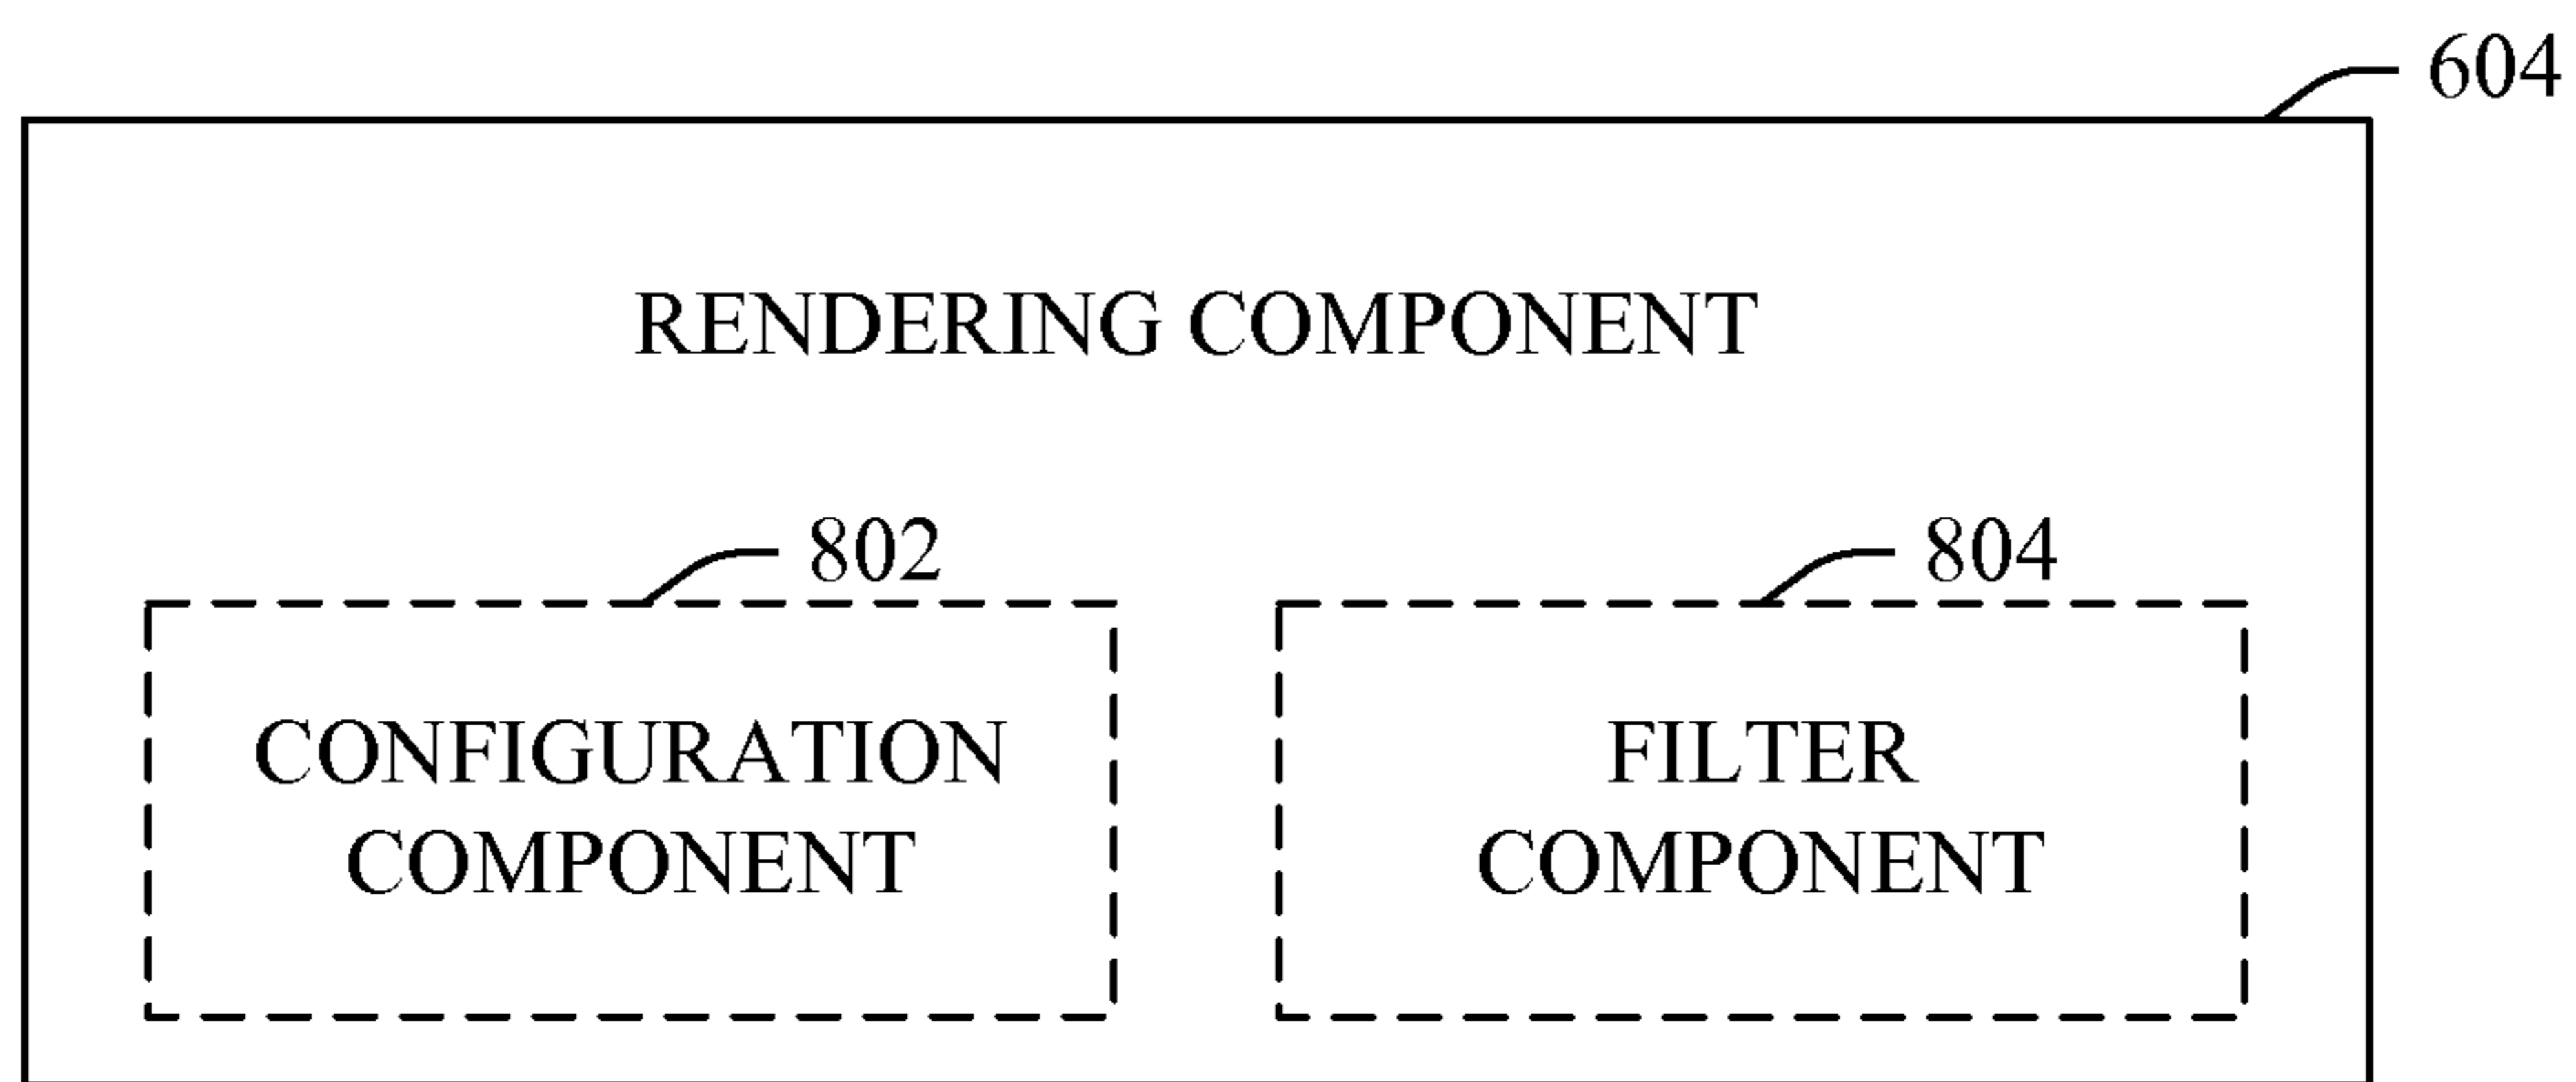 604
RENDERING COMPONENT
802
804
CONFIGURATION
COMPONENT
FILTER
COMPONENT